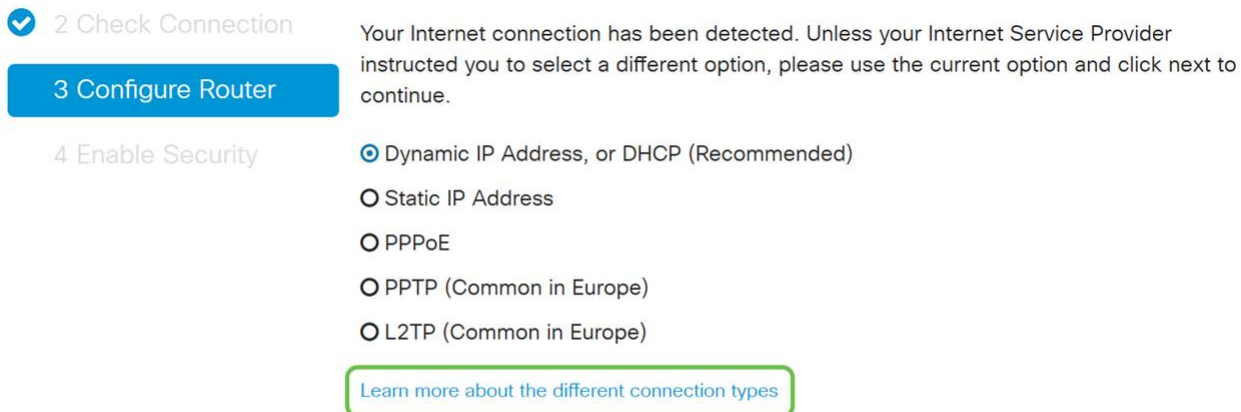 2 Check Connection
3 Configure Router
4 Enable Security
Your Internet connection has been detected. Unless your Internet Service Provider
instructed you to select a different option, please use the current option and click next to
continue.
Dynamic IP Address, or DHCP (Recommended)
Static IP Address
PPPoE
PPTP (Common in Europe)
L2TP (Common in Europe)
Learn more about the different connection types